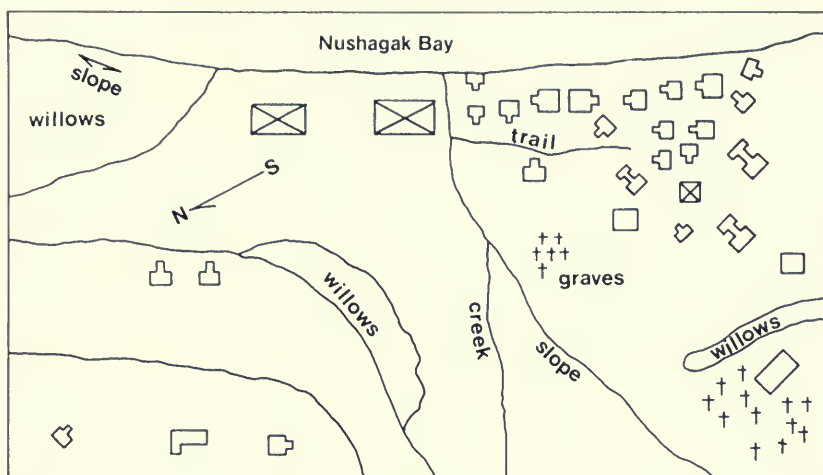 Nushagak Bay
slope
willows
trail
S
N
graves
willows
creek
slope
willows